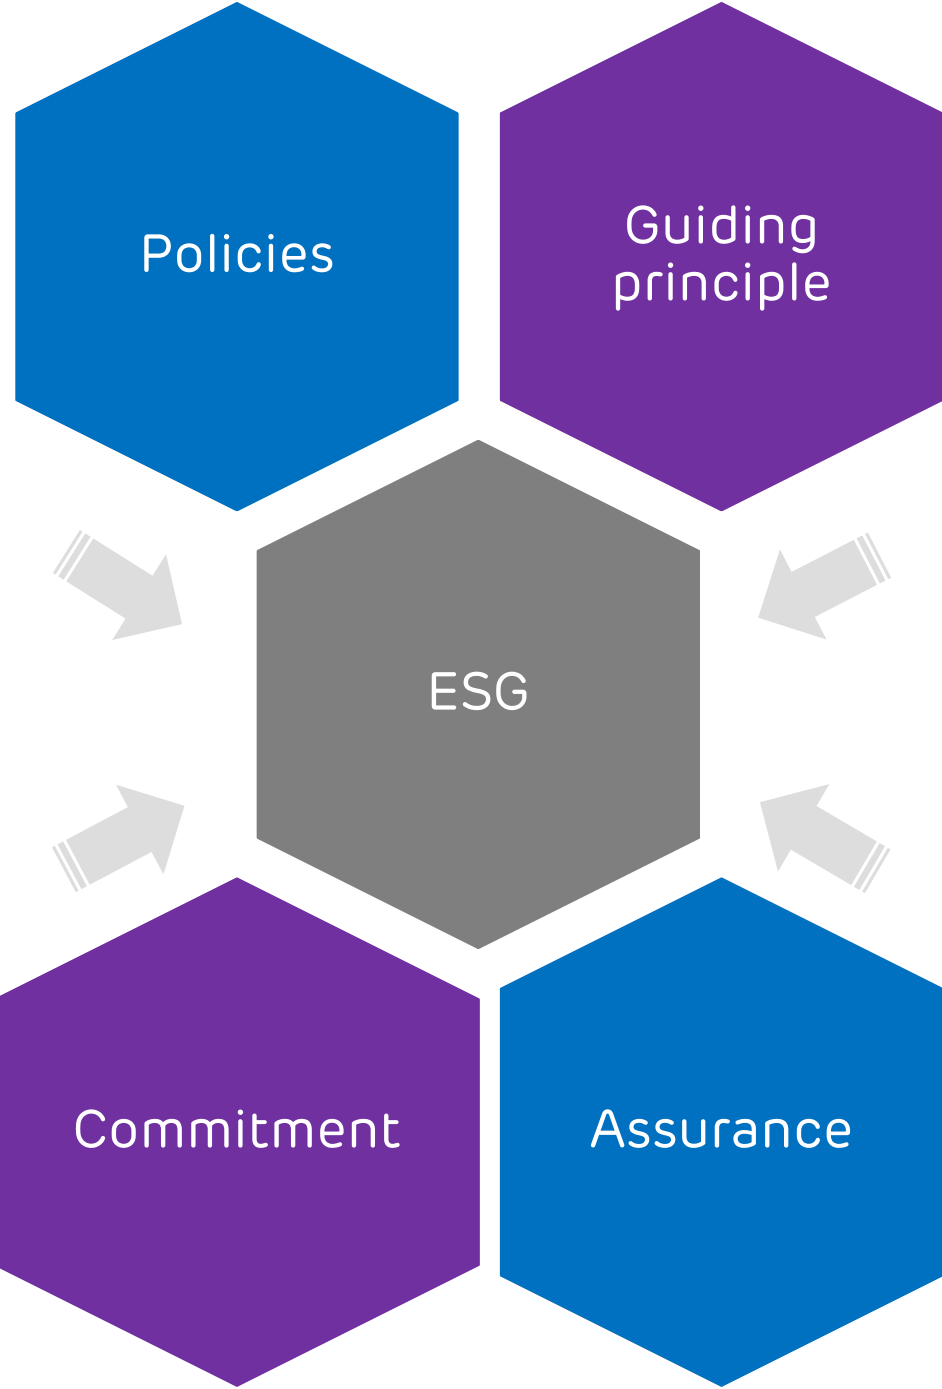 Policies
Guiding
principle
ESG
Commitment
Assurance